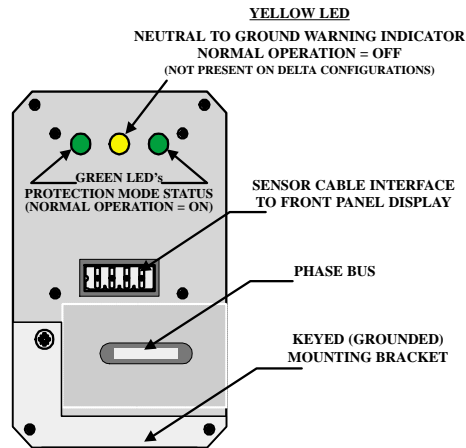 YELLOW LED
NEUTRAL TO GROUND WARNING INDICATOR
NORMAL OPERATION = OFF
(NOT PRESENT ON DELTA CONFIGURATIONS)
GREEN LED's
PROTECTION MODE STATUS
(NORMAL OPERATION = ON)
SENSOR CABLE INTERFACE
TO FRONT PANEL DISPLAY
PHASE BUS
KEYED (GROUNDED)
MOUNTING BRACKET